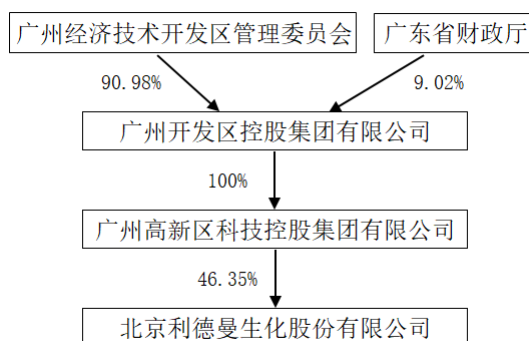 广州经济技术开发区管理委员会
广东省财政厅
90.98%
9.02%
广州开发区控股集团有限公司
100%
广州高新区科技控股集团有限公司
46.35%
北京利德曼生化股份有限公司